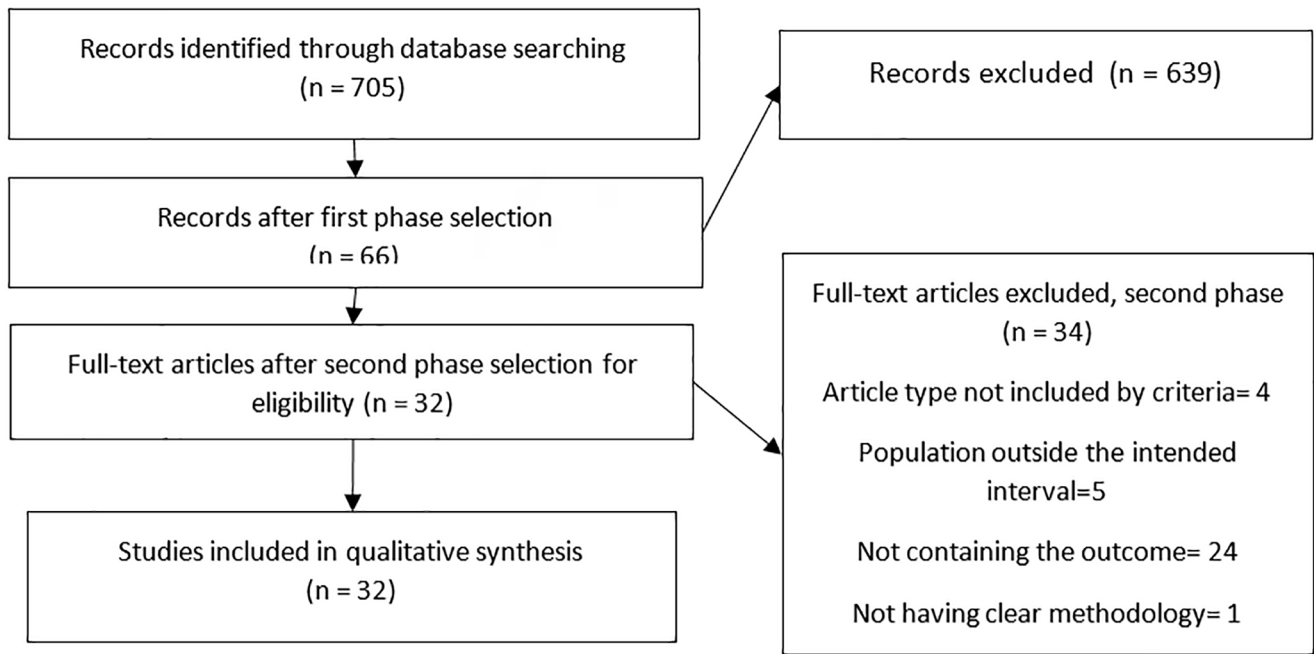 Records identified through database searching
(n = 705)
Records excluded (n = 639)
Records after first phase selection
(n = 66)
Full-text articles excluded, second phase
(n = 34)
Article type not included by criteria= 4
Population outside the intended
interval=5
Not containing the outcome= 24
Not having clear methodology= 1
Full-text articles after second phase selection for
eligibility (n = 32)
Studies included in qualitative synthesis
(n = 32)